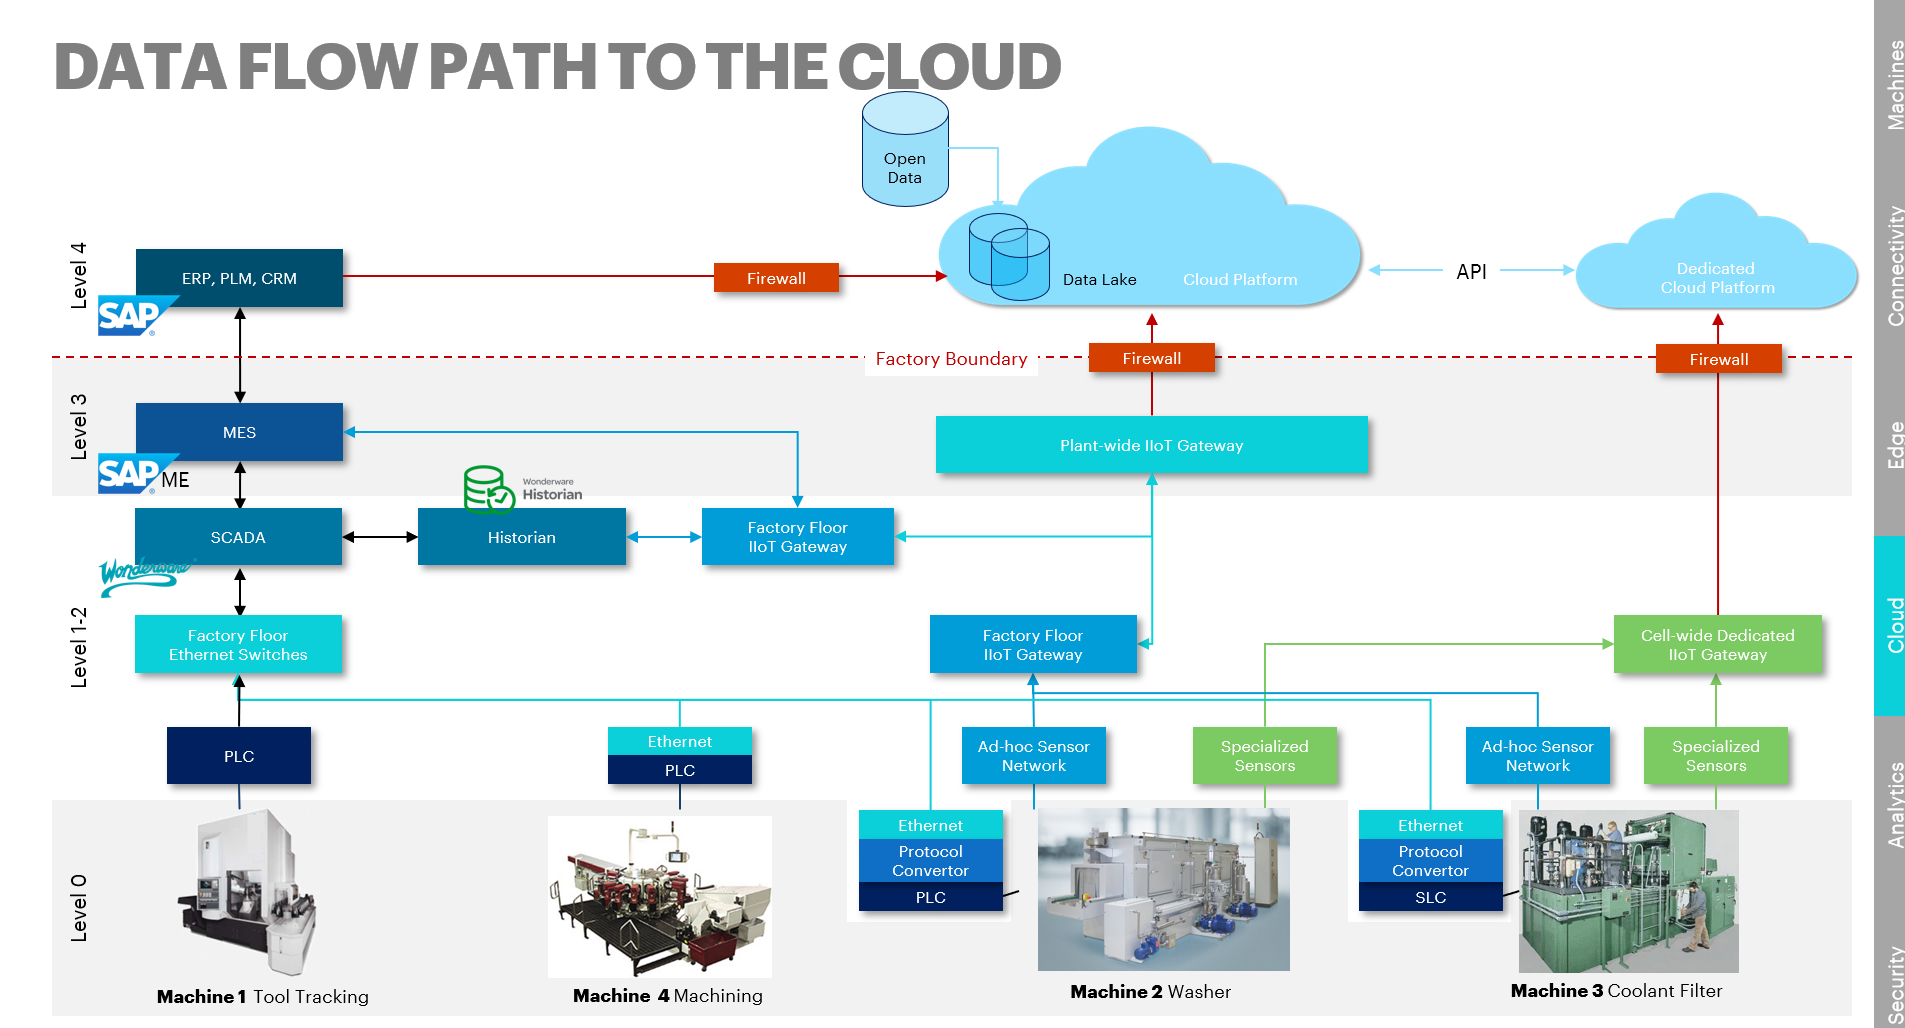 DATA FLOW PATH TO THE CLOUD
Open
Data
Level 4
ERP, PLM, CRM
SAP
®
Firewall
Data Lake
Cloud Platform
API
Dedicated
Cloud Platform
Factory Boundary
Firewall
Firewall
Level 3
MES
SAP
®
ME
Plant-wide IIoT Gateway
Wonderware
Historian
SCADA
Historian
Factory Floor
IIoT Gateway
Wonderware
Level 1-2
Factory Floor
Ethernet Switches
Factory Floor
IIoT Gateway
Cell-wide Dedicated
IIoT Gateway
PLC
Ethernet
PLC
Ad-hoc Sensor
Network
Specialized
Sensors
Ad-hoc Sensor
Network
Specialized
Sensors
Level 0
Ethernet
Protocol
Convertor
PLC
Ethernet
Protocol
Convertor
SLC
Machine 1 Tool Tracking
Machine 4 Machining
Machine 2 Washer
Machine 3 Coolant Filter
Machines
Connectivity
Edge
Cloud
Analytics
Security